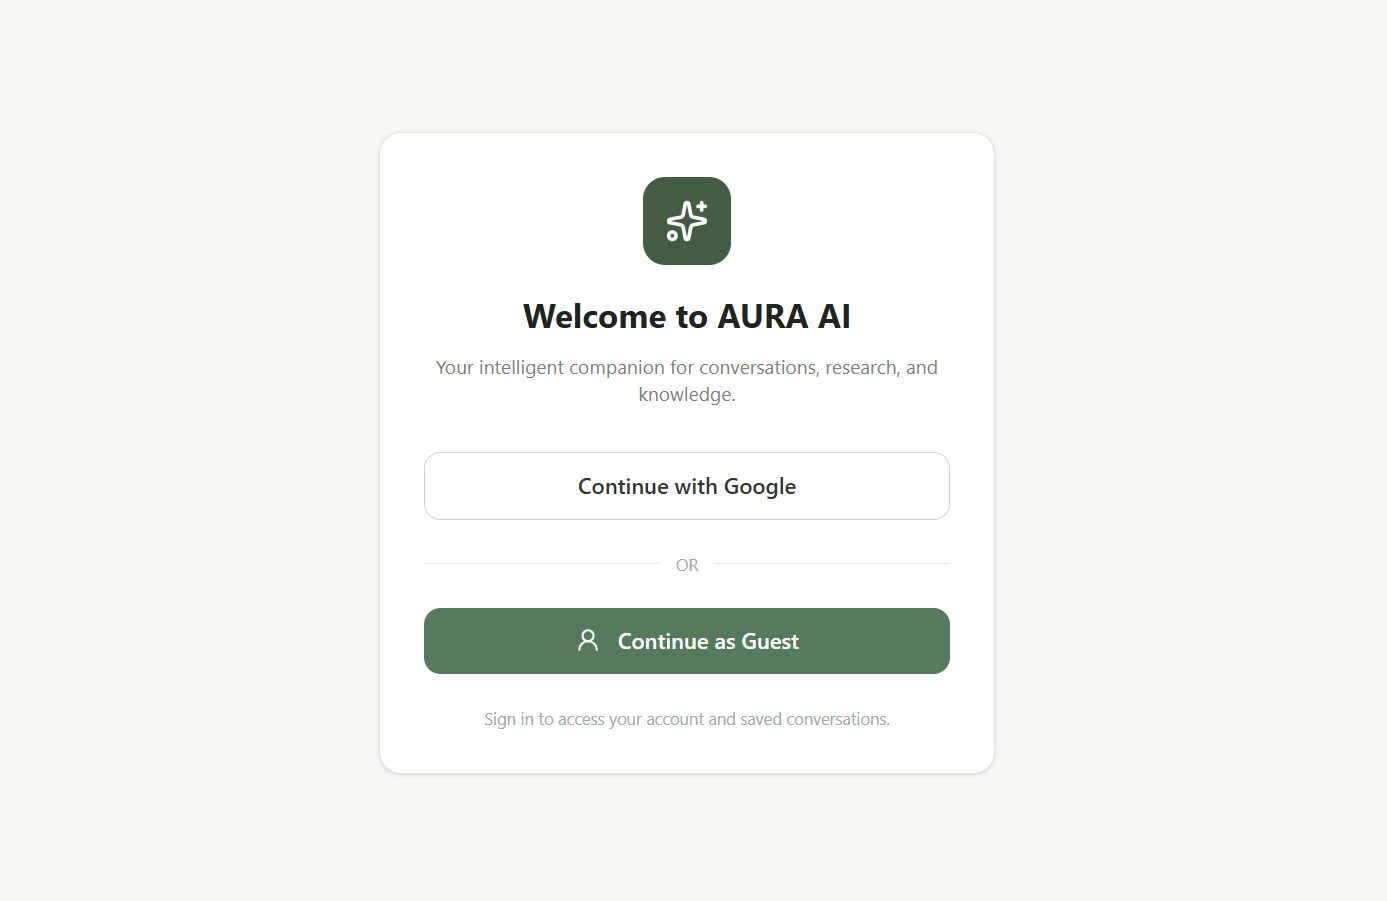 Welcome to AURA AI
Your intelligent companion for conversations, research, and
knowledge.
Continue with Google
OR
Continue as Guest
Sign in to access your account and saved conversations.